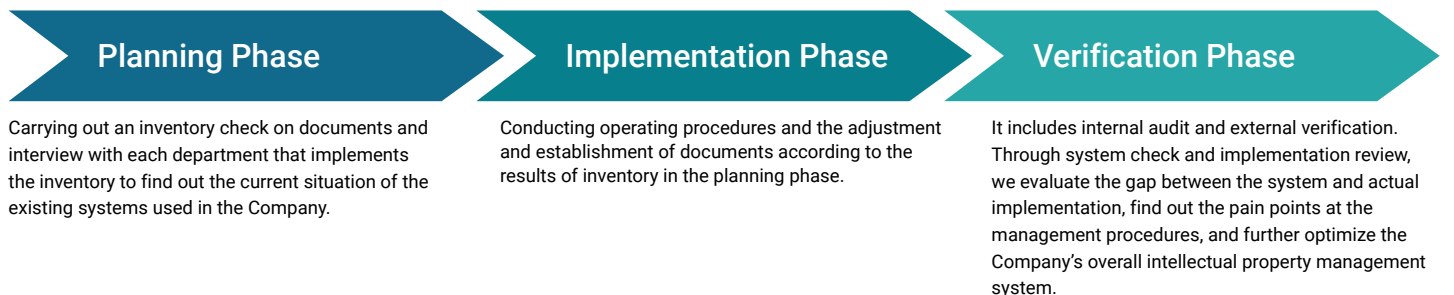 Planning Phase
Carrying out an inventory check on documents and
interview with each department that implements
the inventory to find out the current situation of the
existing systems used in the Company.
Implementation Phase
Conducting operating procedures and the adjustment
and establishment of documents according to the
results of inventory in the planning phase.
Verification Phase
It includes internal audit and external verification.
Through system check and implementation review,
we evaluate the gap between the system and actual
implementation, find out the pain points at the
management procedures, and further optimize the
Company's overall intellectual property management
system.